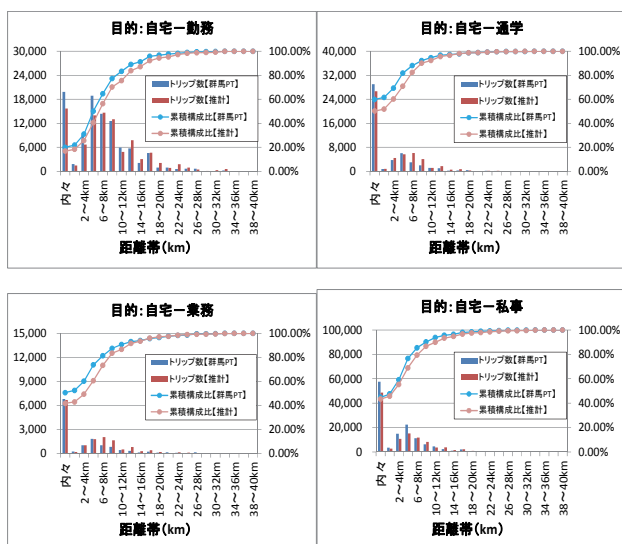 目的:自宅ー勤務
30,000
24,000
18,000
12,000
6,000
0
100.00%
80.00%
60.00%
40.00%
20.00%
0.00%
トリップ数【群馬PT】
トリップ数【推計】
累積構成比【群馬PT】
累積構成比【推計】
内々
2～4km
6～8km
10～12km
14～16km
18～20km
22～24km
26～28km
30～32km
34～36km
38～40km
距離帯(km)
目的:自宅ー通学
40,000
32,000
24,000
16,000
8,000
0
100.00%
80.00%
60.00%
40.00%
20.00%
0.00%
トリップ数【群馬PT】
トリップ数【推計】
累積構成比【群馬PT】
累積構成比【推計】
内々
2～4km
6～8km
10～12km
14～16km
18～20km
22～24km
26～28km
30～32km
34～36km
38～40km
距離帯(km)
目的:自宅ー業務
15,000
12,000
9,000
6,000
3,000
0
100.00%
80.00%
60.00%
40.00%
20.00%
0.00%
トリップ数【群馬PT】
トリップ数【推計】
累積構成比【群馬PT】
累積構成比【推計】
内々
2～4km
6～8km
10～12km
14～16km
18～20km
22～24km
26～28km
30～32km
34～36km
38～40km
距離帯(km)
目的:自宅ー私事
100,000
80,000
60,000
40,000
20,000
0
100.00%
80.00%
60.00%
40.00%
20.00%
0.00%
トリップ数【群馬PT】
トリップ数【推計】
累積構成比【群馬PT】
累積構成比【推計】
内々
2～4km
6～8km
10～12km
14～16km
18～20km
22～24km
26～28km
30～32km
34～36km
38～40km
距離帯(km)